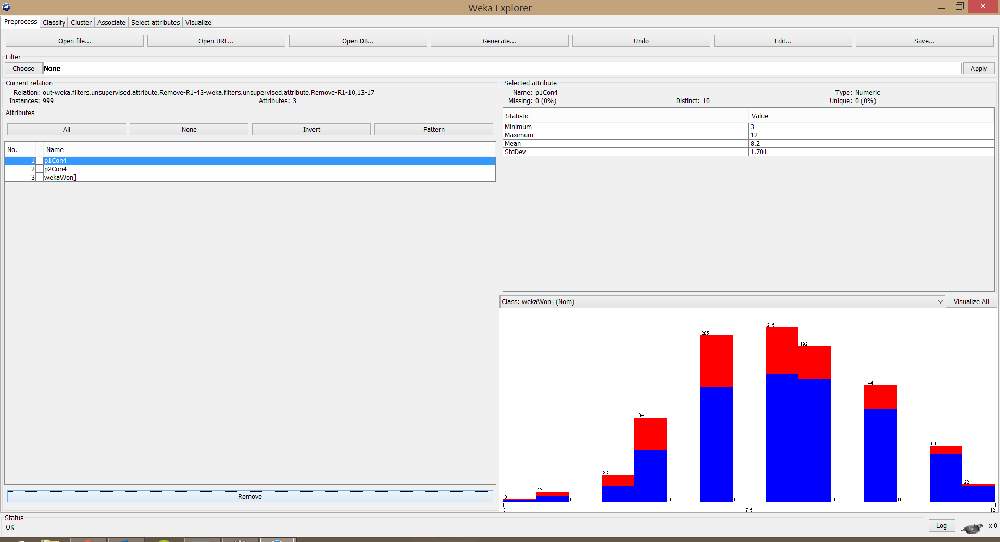 Weka Explorer
Preprocess Classify Cluster Associate Select attributes Visualize
Open file... Open URL... Open DB... Generate... Undo Edit... Save...
Filter
Choose None Apply
Current relation
Relation: out-weka.filters.unsupervised.attribute.Remove-R1-43-weka.filters.unsupervised.attribute.Remove-R1-10,13-17
Instances: 999 Attributes: 3
Attributes
All None Invert Pattern
No. Name
1 p1Con4
2 p2Con4
3 wekaWon]
Remove
Selected attribute
Name: p1Con4 Type: Numeric
Missing: 0 (0%) Distinct: 10 Unique: 0 (0%)
Statistic Value
Minimum 3
Maximum 12
Mean 8.2
StdDev 1.701
Class: wekaWon] (Nom) Visualize All
3 12 0 33 104 0 205 0 215 192 0 144 0 69 22
3 7.5 12
Status
OK
Log x 0